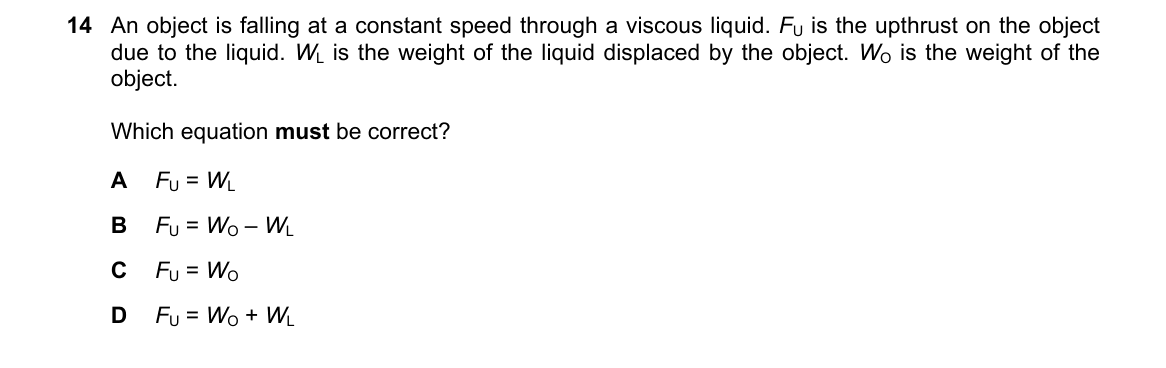 14 An object is falling at a constant speed through a viscous liquid. FU is the upthrust on the object
due to the liquid. WL is the weight of the liquid displaced by the object. WO is the weight of the
object.
Which equation must be correct?
A FU = WL
B FU = WO – WL
C FU = WO
D FU = WO + WL